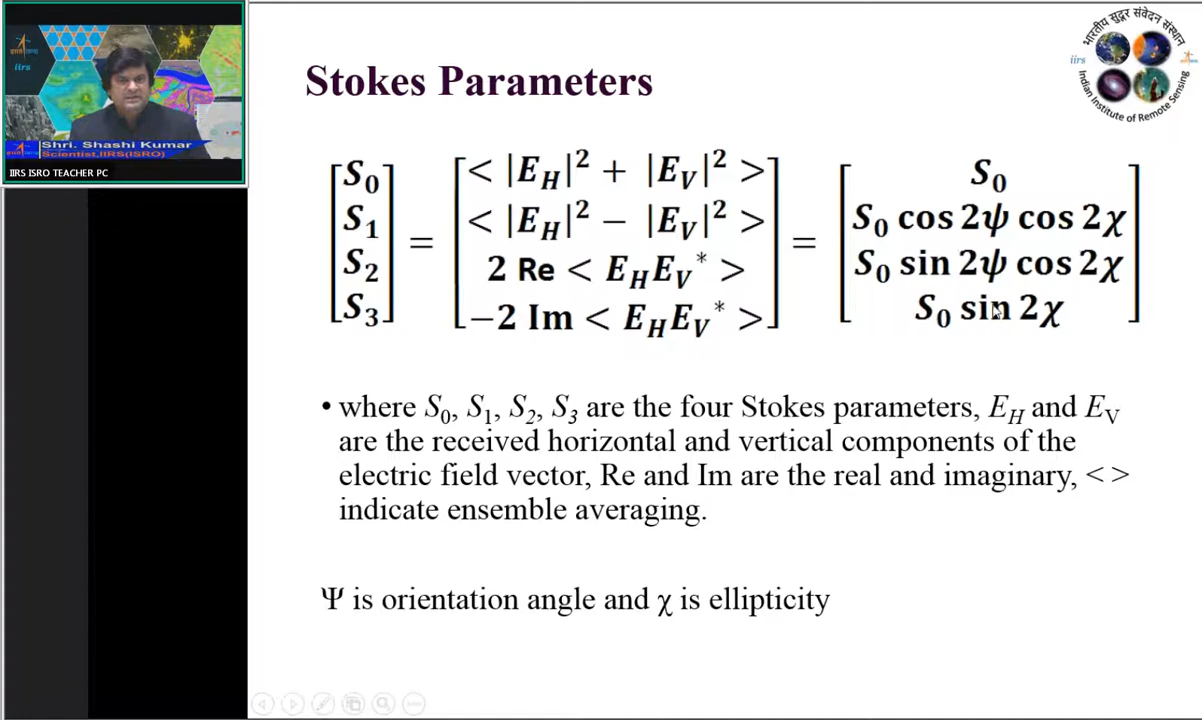 इसरो isro
iirs
Shri. Shashi Kumar
Scientist,IIRS(ISRO)
IIRS ISRO TEACHER PC
भारतीय सुदूर संवेदन संस्थान
iirs
Indian Institute of Remote Sensing
Stokes Parameters
[S₀ S₁ S₂ S₃] = [< |E_H|² + |E_V|² > < |E_H|² − |E_V|² > 2 Re < E_H E_V* > −2 Im < E_H E_V* >] = [S₀ S₀ cos 2ψ cos 2χ S₀ sin 2ψ cos 2χ S₀ sin 2χ]
• where S₀, S₁, S₂, S₃ are the four Stokes parameters, E_H and E_V
are the received horizontal and vertical components of the
electric field vector, Re and Im are the real and imaginary, < >
indicate ensemble averaging.
Ψ is orientation angle and χ is ellipticity